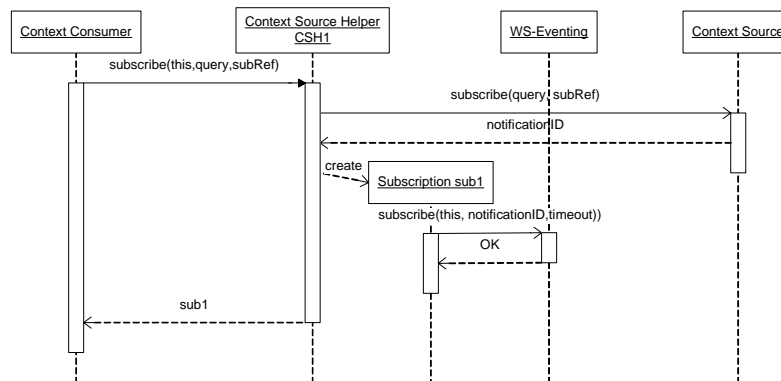 Context Consumer
Context Source Helper
CSH1
WS-Eventing
Context Source
subscribe(this,query,subRef)
subscribe(query, subRef)
notificationID
create
Subscription sub1
subscribe(this, notificationID,timeout))
OK
sub1